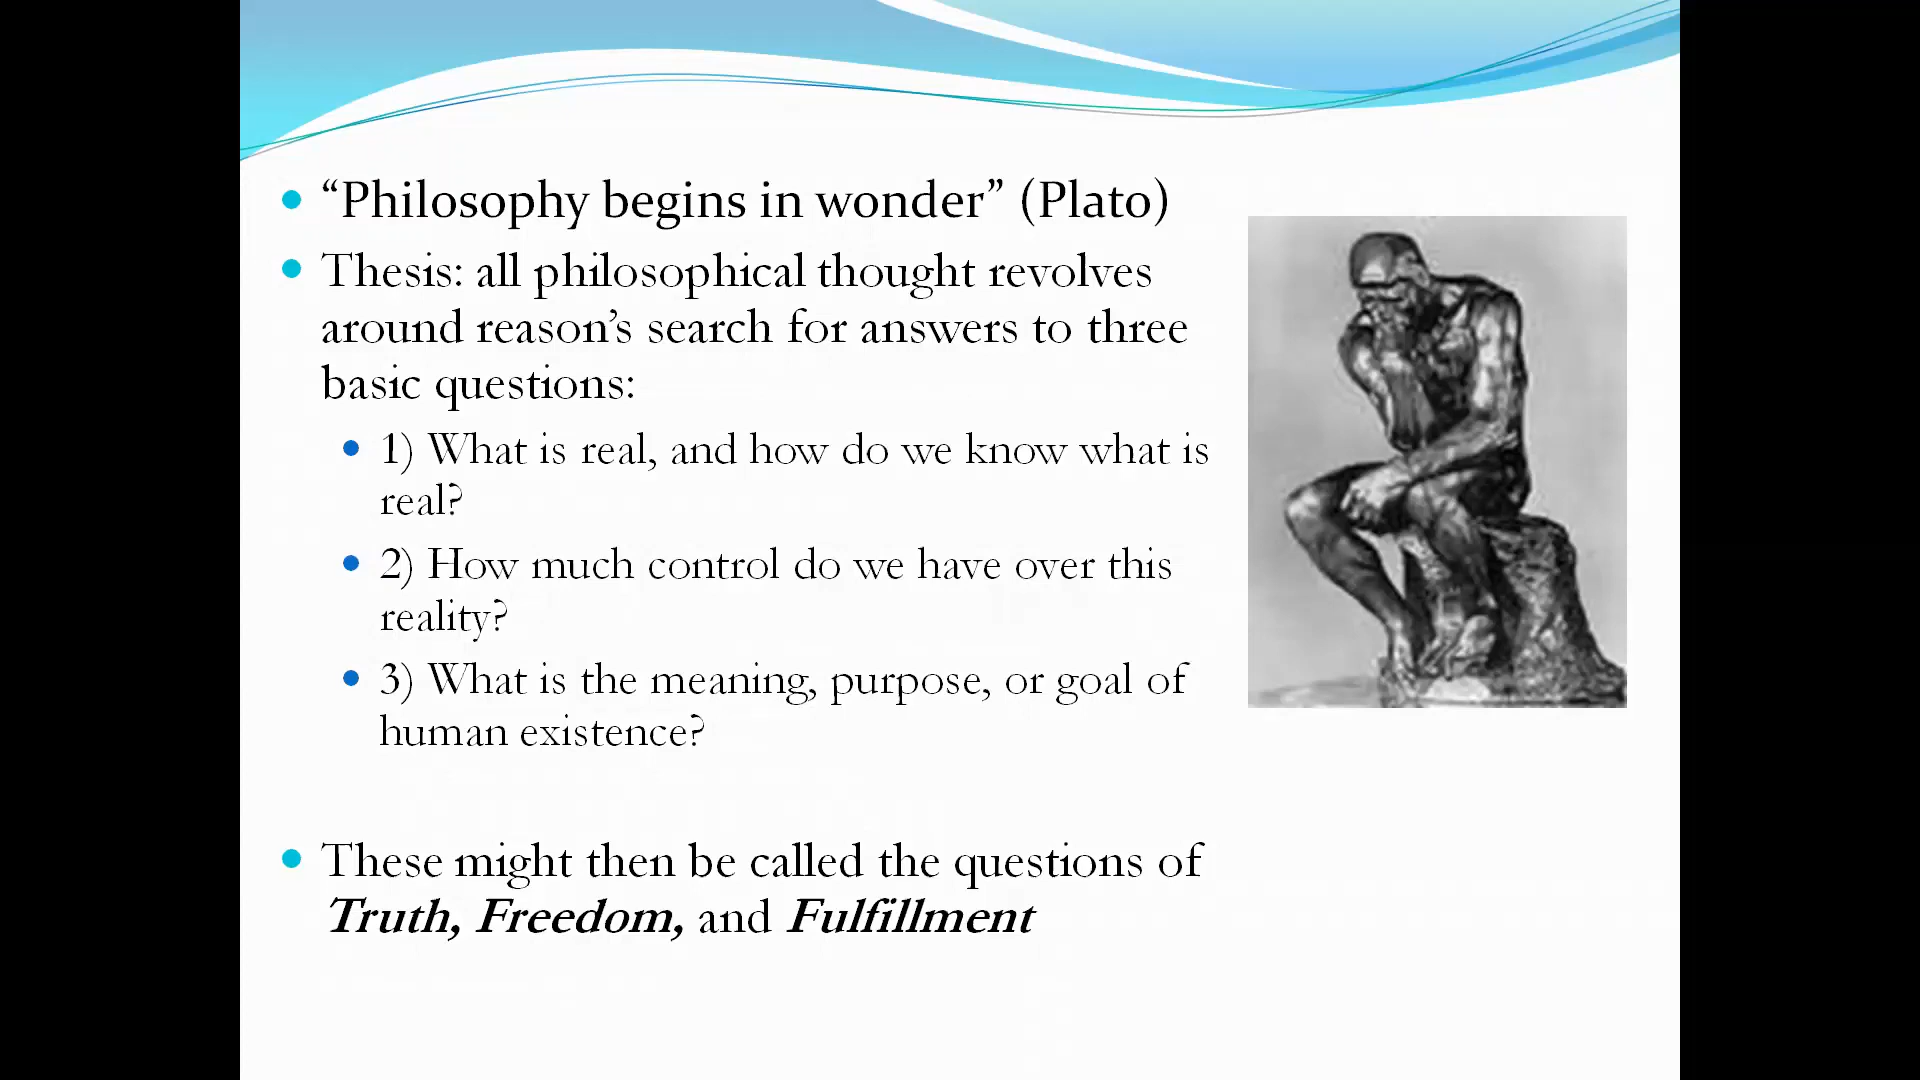 “Philosophy begins in wonder” (Plato)
Thesis: all philosophical thought revolves
around reason’s search for answers to three
basic questions:
1) What is real, and how do we know what is
real?
2) How much control do we have over this
reality?
3) What is the meaning, purpose, or goal of
human existence?
These might then be called the questions of
Truth, Freedom, and Fulfillment